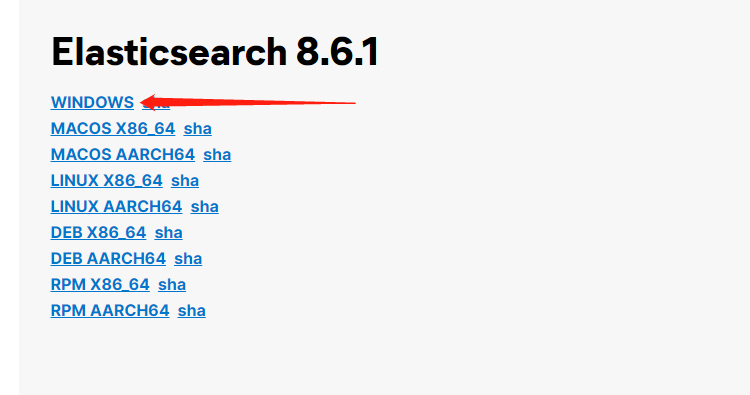 Elasticsearch 8.6.1
WINDOWS sha
MACOS X86_64 sha
MACOS AARCH64 sha
LINUX X86_64 sha
LINUX AARCH64 sha
DEB X86_64 sha
DEB AARCH64 sha
RPM X86_64 sha
RPM AARCH64 sha